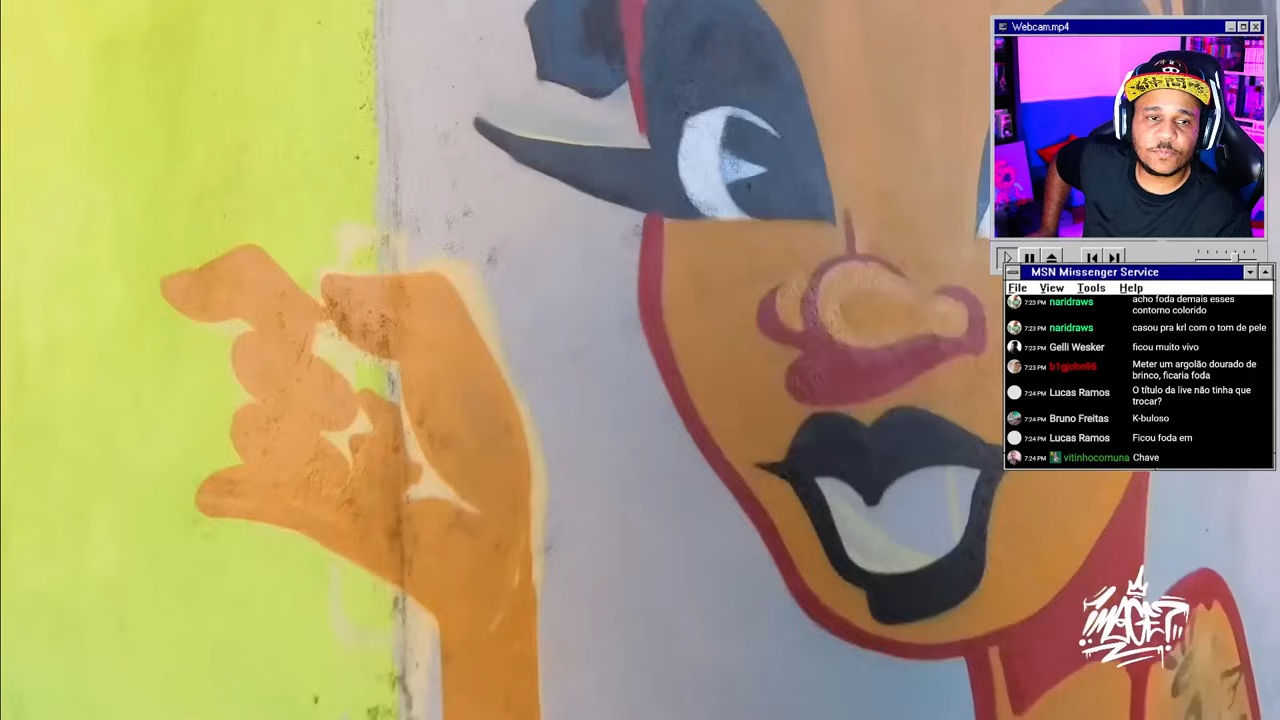 Webcam.mp4
MSN Missenger Service
File View Tools Help
7:23 PM naridraws acho foda demais esses
contorno colorido
7:23 PM naridraws casou pra krl com o tom de pele
7:23 PM Gelli Wesker ficou muito vivo
7:23 PM b1gjohn96 Meter um argolão dourado de
brinco, ficaria foda
7:24 PM Lucas Ramos O título da live não tinha que
trocar?
7:24 PM Bruno Freitas K-buloso
7:24 PM Lucas Ramos Ficou foda em
7:24 PM vitinhocomuna Chave
IMAGE?